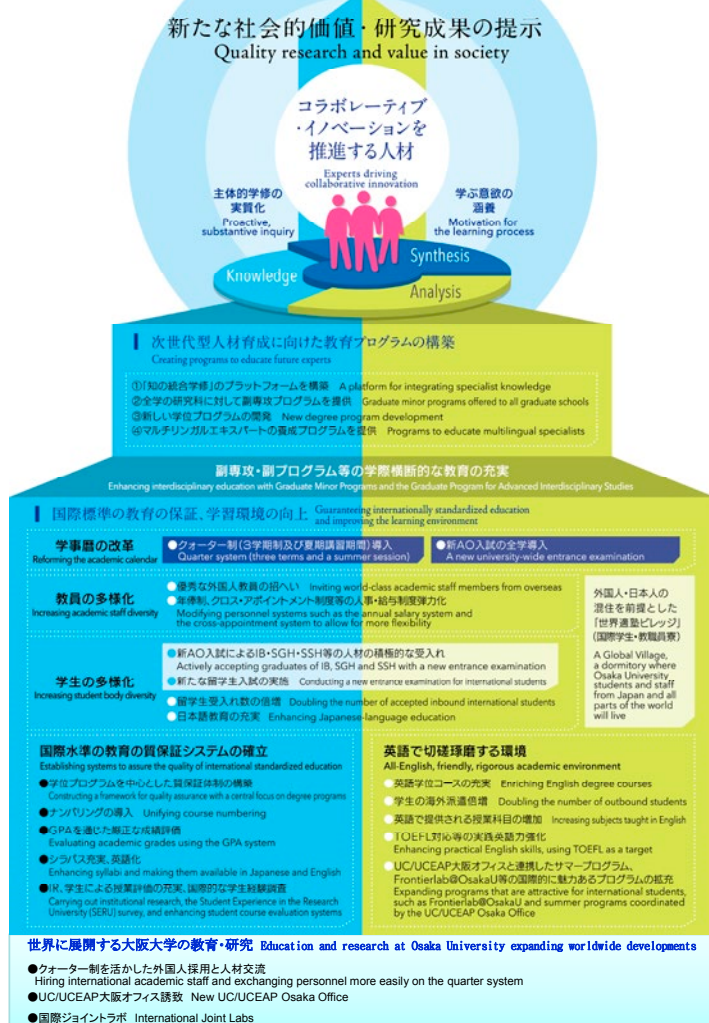 新たな社会的価値・研究成果の提示
Quality research and value in society
コラボレーティブ
・イノベーションを
推進する人材
Experts driving
collaborative innovation
主体的学修の
実質化
Proactive,
substantive inquiry
学ぶ意欲の
涵養
Motivation for
the learning process
Knowledge
Synthesis
Analysis
次世代型人材育成に向けた教育プログラムの構築
Creating programs to educate future experts
①「知の統合学修」のプラットフォームを構築 A platform for integrating specialist knowledge
②全学の研究科に対して副専攻プログラムを提供 Graduate minor programs offered to all graduate schools
③新しい学位プログラムの開発 New degree program development
④マルチリンガルエキスパートの養成プログラムを提供 Programs to educate multilingual specialists
副専攻・副プログラム等の学際横断的な教育の充実
Enhancing interdisciplinary education with Graduate Minor Programs and the Graduate Program for Advanced Interdisciplinary Studies
国際標準の教育の保証、学習環境の向上 Guaranteeing internationally standardized education
and improving the learning environment
学事暦の改革
Reforming the academic calendar
●クォーター制(3学期制及び夏期講習期間)導入
Quarter system (three terms and a summer session)
●新AO入試の全学導入
A new university-wide entrance examination
教員の多様化
Increasing academic staff diversity
●優秀な外国人教員の招へい Inviting world-class academic staff members from overseas
●年俸制、クロス・アポイントメント制度等の人事・給与制度弾力化
Modifying personnel systems such as the annual salary system and
the cross-appointment system to allow for more flexibility
外国人・日本人の
混住を前提とした
「世界適塾ビレッジ」
(国際学生・教職員寮)
A Global Village,
a dormitory where
Osaka University
students and staff
from Japan and all
parts of the world
will live
学生の多様化
Increasing student body diversity
●新AO入試によるIB・SGH・SSH等の人材の積極的な受入れ
Actively accepting graduates of IB, SGH and SSH with a new entrance examination
●新たな留学生入試の実施 Conducting a new entrance examination for international students
●留学生受入れ数の倍増 Doubling the number of accepted inbound international students
●日本語教育の充実 Enhancing Japanese-language education
国際水準の教育の質保証システムの確立
Establishing systems to assure the quality of international standardized education
●学位プログラムを中心とした質保証体制の構築
Constructing a framework for quality assurance with a central focus on degree programs
●ナンバリングの導入 Unifying course numbering
●GPAを通じた厳正な成績評価
Evaluating academic grades using the GPA system
●シラバス充実、英語化
Enhancing syllabi and making them available in Japanese and English
●IR、学生による授業評価の充実、国際的な学生経験調査
Carrying out institutional research, the Student Experience in the Research
University (SERU) survey, and enhancing student course evaluation systems
英語で切磋琢磨する環境
All-English, friendly, rigorous academic environment
●英語学位コースの充実 Enriching English degree courses
●学生の海外派遣倍増 Doubling the number of outbound students
●英語で提供される授業科目の増加 Increasing subjects taught in English
●TOEFL対応等の実践英語力強化
Enhancing practical English skills, using TOEFL as a target
●UC/UCEAP大阪オフィスと連携したサマープログラム、
Frontierlab@OsakaU等の国際的に魅力あるプログラムの拡充
Expanding programs that are attractive for international students,
such as Frontierlab@OsakaU and summer programs coordinated
by the UC/UCEAP Osaka Office
世界に展開する大阪大学の教育・研究 Education and research at Osaka University expanding worldwide developments
●クォーター制を活かした外国人採用と人材交流
Hiring international academic staff and exchanging personnel more easily on the quarter system
●UC/UCEAP大阪オフィス誘致 New UC/UCEAP Osaka Office
●国際ジョイントラボ International Joint Labs